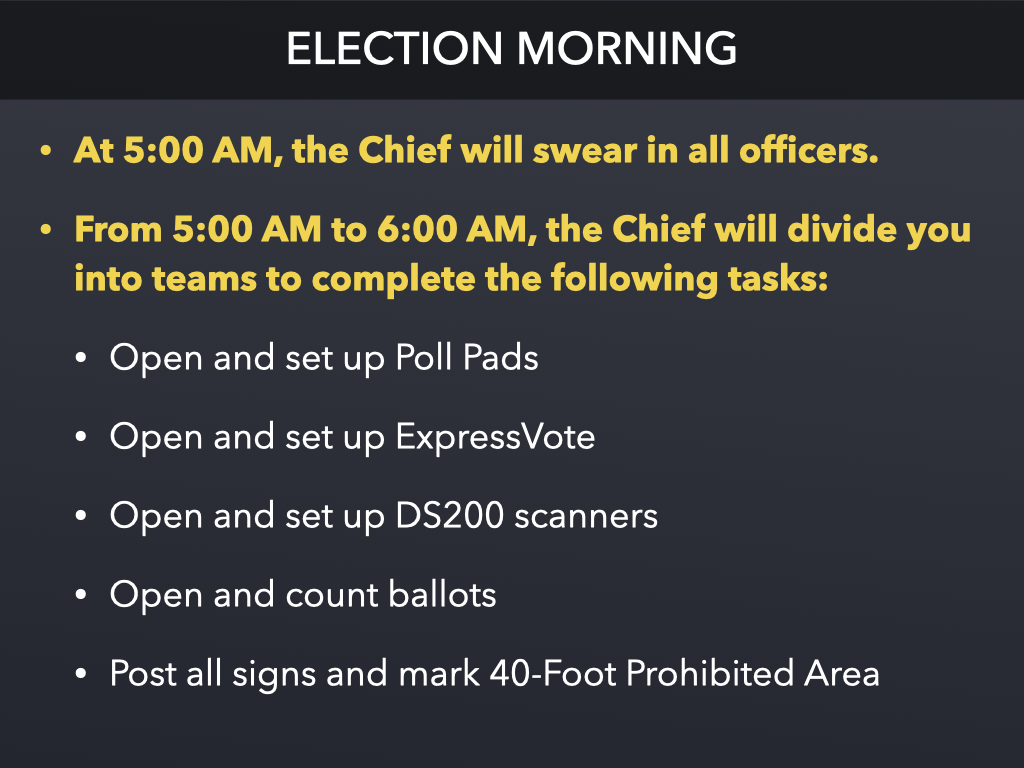 ELECTION MORNING
• At 5:00 AM, the Chief will swear in all officers.
• From 5:00 AM to 6:00 AM, the Chief will divide you
into teams to complete the following tasks:
• Open and set up Poll Pads
• Open and set up ExpressVote
• Open and set up DS200 scanners
• Open and count ballots
• Post all signs and mark 40-Foot Prohibited Area